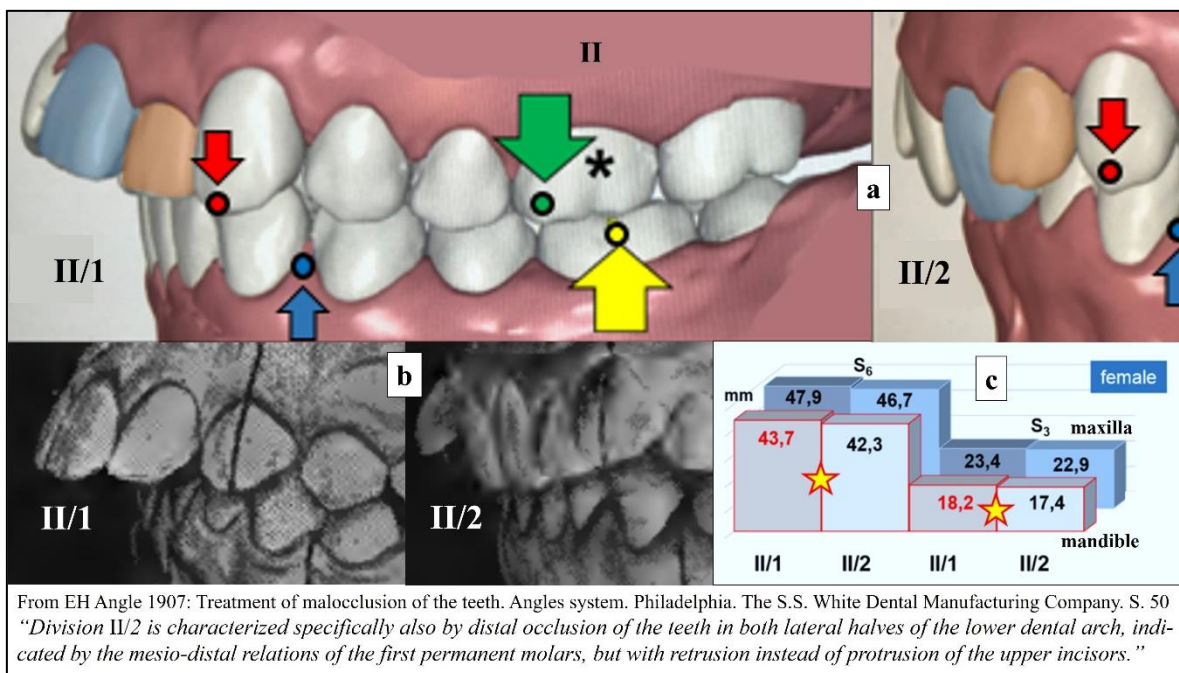 II
*
a
II/1
II/2
b
II/1
II/2
c
female
mm
S6
47,9
46,7
43,7
42,3
S3
maxilla
23,4
22,9
18,2
17,4
mandible
II/1
II/2
II/1
II/2
From EH Angle 1907: Treatment of malocclusion of the teeth. Angles system. Philadelphia. The S.S. White Dental Manufacturing Company. S. 50
“Division II/2 is characterized specifically also by distal occlusion of the teeth in both lateral halves of the lower dental arch, indi-
cated by the mesio-distal relations of the first permanent molars, but with retrusion instead of protrusion of the upper incisors.”